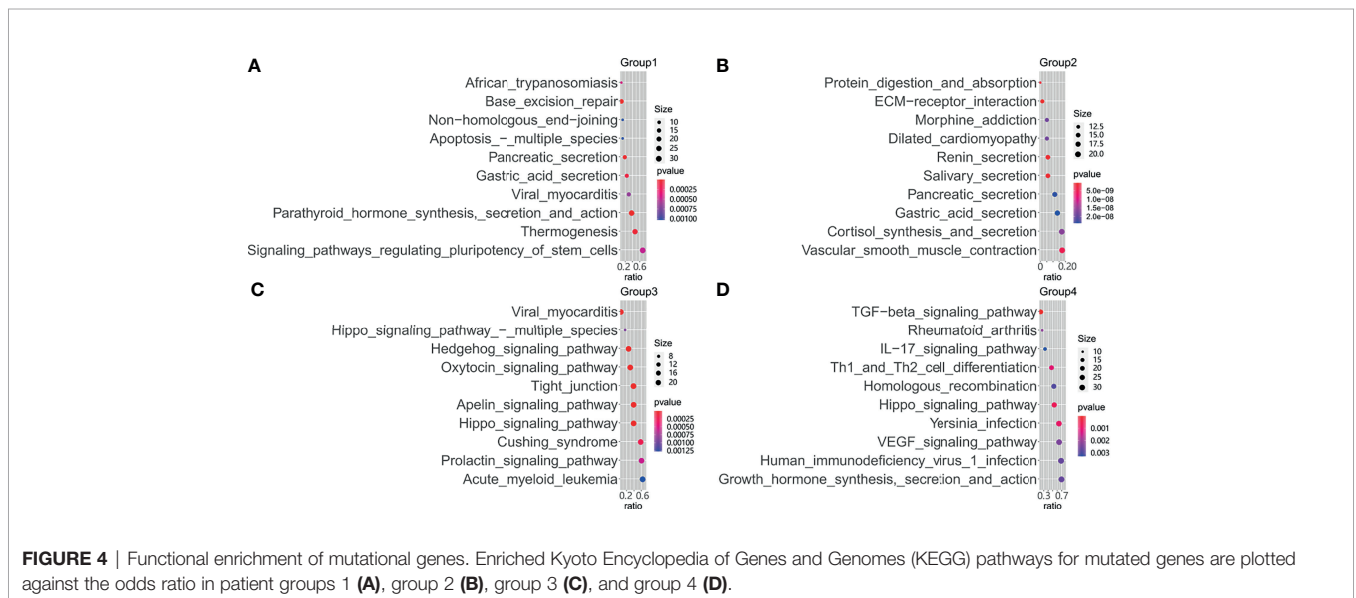 A
Group1
African_trypanosomiasis
Base_excision_repair
Non-homologous_end-joining
Apoptosis_-_multiple_species
Pancreatic_secretion
Gastric_acid_secretion
Viral_myocarditis
Parathyroid_hormone_synthesis,_secretion_and_action
Thermogenesis
Signaling_pathways_regulating_pluripotency_of_stem_cells
0.2 0.6
ratio
Size
10
15
20
25
30
pvalue
0.00025
0.00050
0.00075
0.00100
B
Group2
Protein_digestion_and_absorption
ECM-receptor_interaction
Morphine_addiction
Dilated_cardiomyopathy
Renin_secretion
Salivary_secretion
Pancreatic_secretion
Gastric_acid_secretion
Cortisol_synthesis_and_secretion
Vascular_smooth_muscle_contraction
0 0.20
ratio
Size
12.5
15.0
17.5
20.0
pvalue
5.0e-09
1.0e-08
1.5e-08
2.0e-08
C
Group3
Viral_myocarditis
Hippo_signaling_pathway_-_multiple_species
Hedgehog_signaling_pathway
Oxytocin_signaling_pathway
Tight_junction
Apelin_signaling_pathway
Hippo_signaling_pathway
Cushing_syndrome
Prolactin_signaling_pathway
Acute_myeloid_leukemia
0.2 0.6
ratio
Size
8
12
16
20
pvalue
0.00025
0.00050
0.00075
0.00100
0.00125
D
Group4
TGF-beta_signaling_pathway
Rheumatoid_arthritis
IL-17_signaling_pathway
Th1_and_Th2_cell_differentiation
Homologous_recombination
Hippo_signaling_pathway
Yersinia_infection
VEGF_signaling_pathway
Human_immunodeficiency_virus_1_infection
Growth_hormone_synthesis,_secretion_and_action
0.3 0.7
ratio
Size
10
15
20
25
30
pvalue
0.001
0.002
0.003
FIGURE 4 | Functional enrichment of mutational genes. Enriched Kyoto Encyclopedia of Genes and Genomes (KEGG) pathways for mutated genes are plotted
against the odds ratio in patient groups 1 (A), group 2 (B), group 3 (C), and group 4 (D).